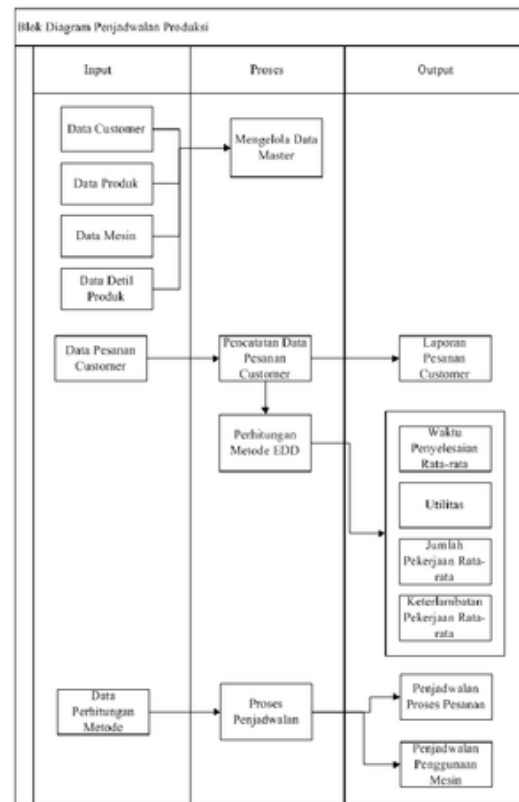 Blok Diagram Penjadwalan Produksi
Input
Proses
Output
Data Customer
Data Produk
Data Mesin
Data Detil
Produk
Mengelola Data
Master
Data Pesanan
Customer
Pencatatan Data
Pesanan
Customer
Laporan
Pesanan
Customer
Perhitungan
Metode EDD
Waktu
Penyelesaian
Rata-rata
Utilitas
Jumlah
Pekerjaan Rata-
rata
Keterlambatan
Pekerjaan Rata-
rata
Data
Perhitungan
Metode
Proses
Penjadwalan
Penjadwalan
Proses Pesanan
Penjadwalan
Penggunaan
Mesin